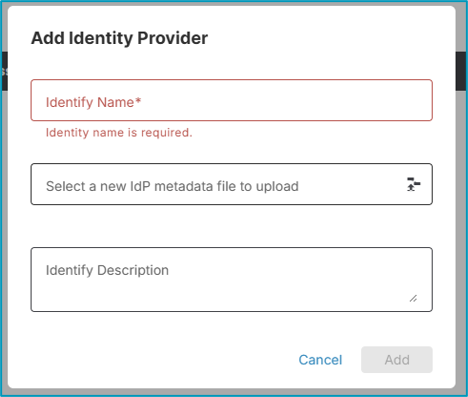 Add Identity Provider
Identify Name*
Identity name is required.
Select a new IdP metadata file to upload
Identify Description
Cancel
Add